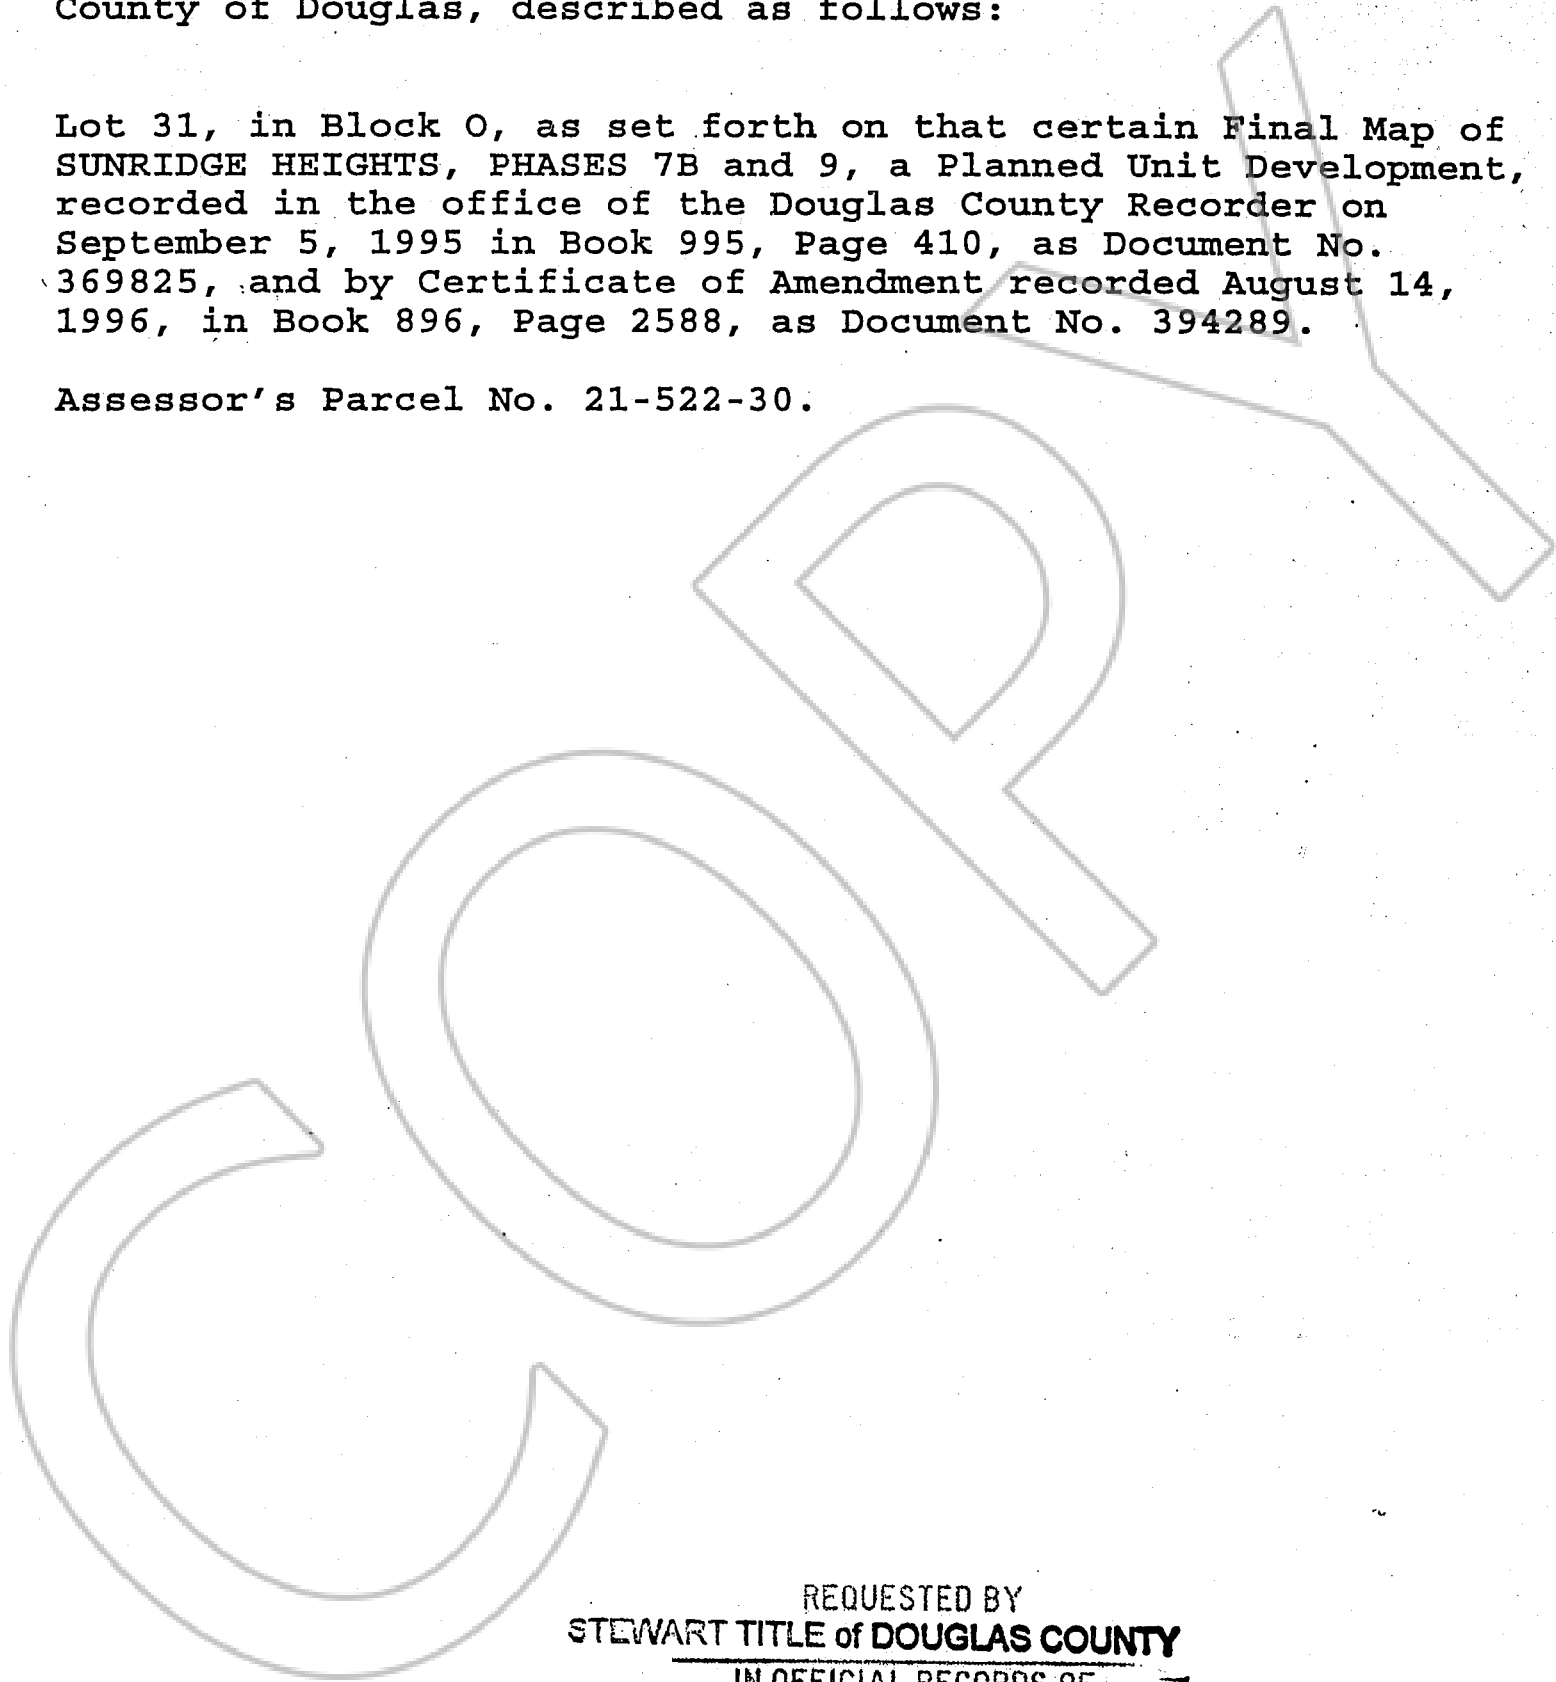 County of Douglas, described as follows:
Lot 31, in Block O, as set forth on that certain Final Map of
SUNRIDGE HEIGHTS, PHASES 7B and 9, a Planned Unit Development,
recorded in the office of the Douglas County Recorder on
September 5, 1995 in Book 995, Page 410, as Document No.
369825, and by Certificate of Amendment recorded August 14,
1996, in Book 896, Page 2588, as Document No. 394289.
Assessor's Parcel No. 21-522-30.
COPY
REQUESTED BY
STEWART TITLE of DOUGLAS COUNTY
IN OFFICIAL RECORDS OF